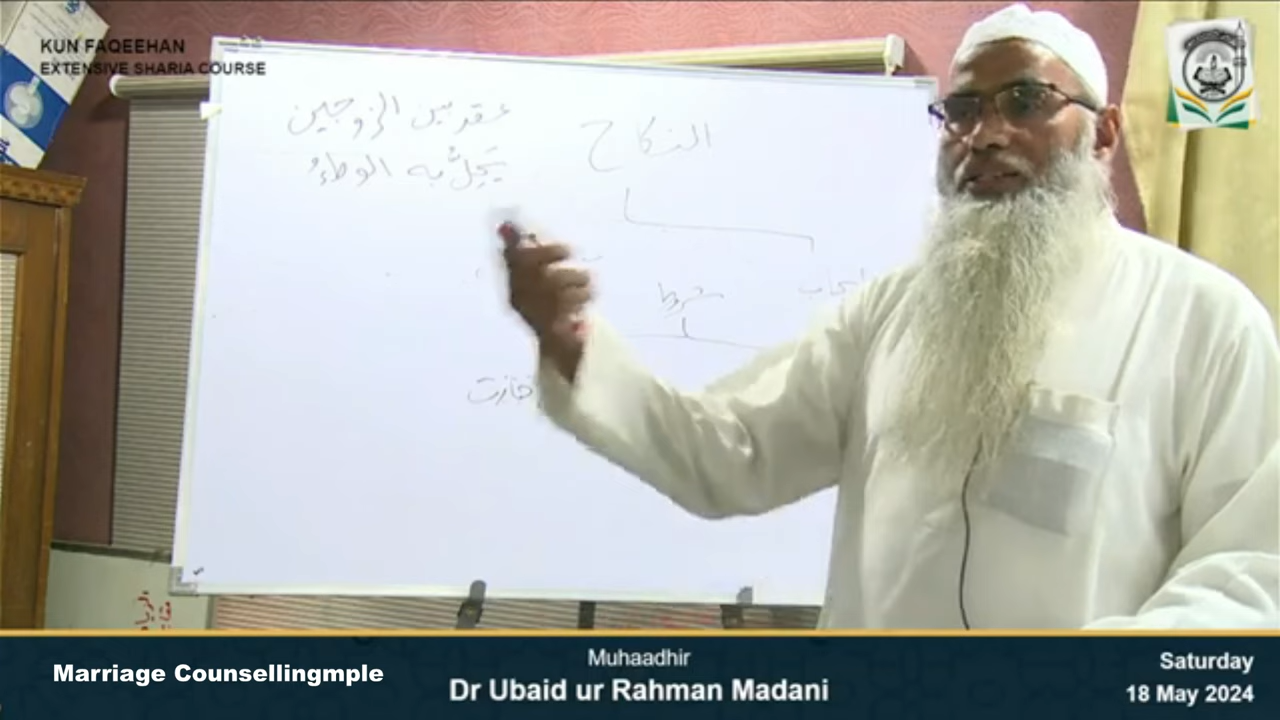 KUN FAQEEHAN
EXTENSIVE SHARIA COURSE
النكاح
عقد بين الزوجين
يَحِلُّ به الوطءُ
شروط
ايجاب
Marriage Counsellingmple
Muhaadhir
Dr Ubaid ur Rahman Madani
Saturday
18 May 2024